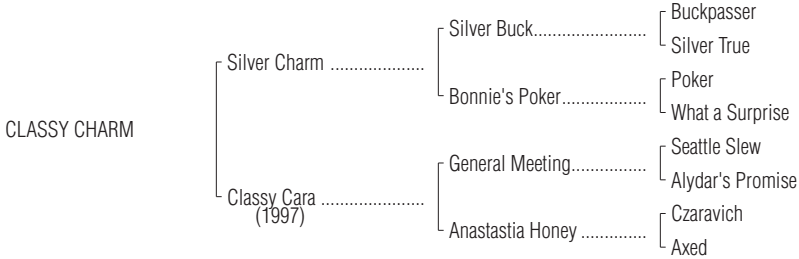 Buckpasser
Silver Buck.......................
Silver True
Silver Charm ....................
Poker
Bonnie's Poker..................
What a Surprise
CLASSY CHARM
Seattle Slew
General Meeting................
Alydar's Promise
Classy Cara ......................
(1997)
Czaravich
Anastastia Honey ..............
Axed